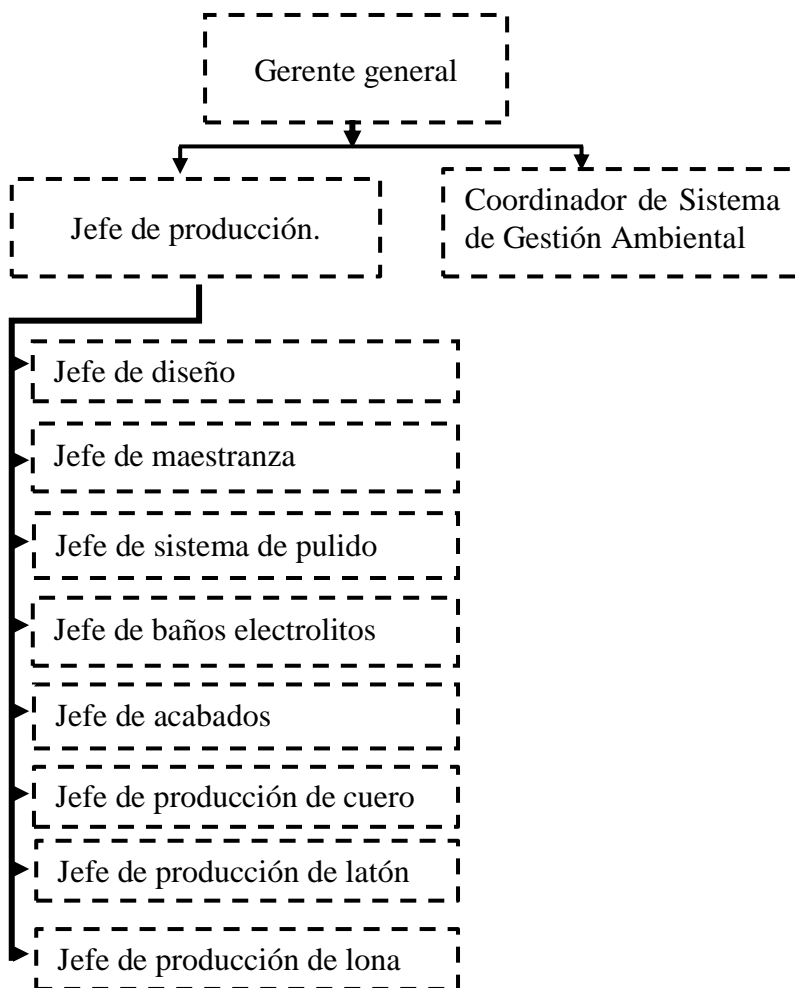 Gerente general
Jefe de producción.
Coordinador de Sistema
de Gestión Ambiental
Jefe de diseño
Jefe de maestranza
Jefe de sistema de pulido
Jefe de baños electrolitos
Jefe de acabados
Jefe de producción de cuero
Jefe de producción de latón
Jefe de producción de lona